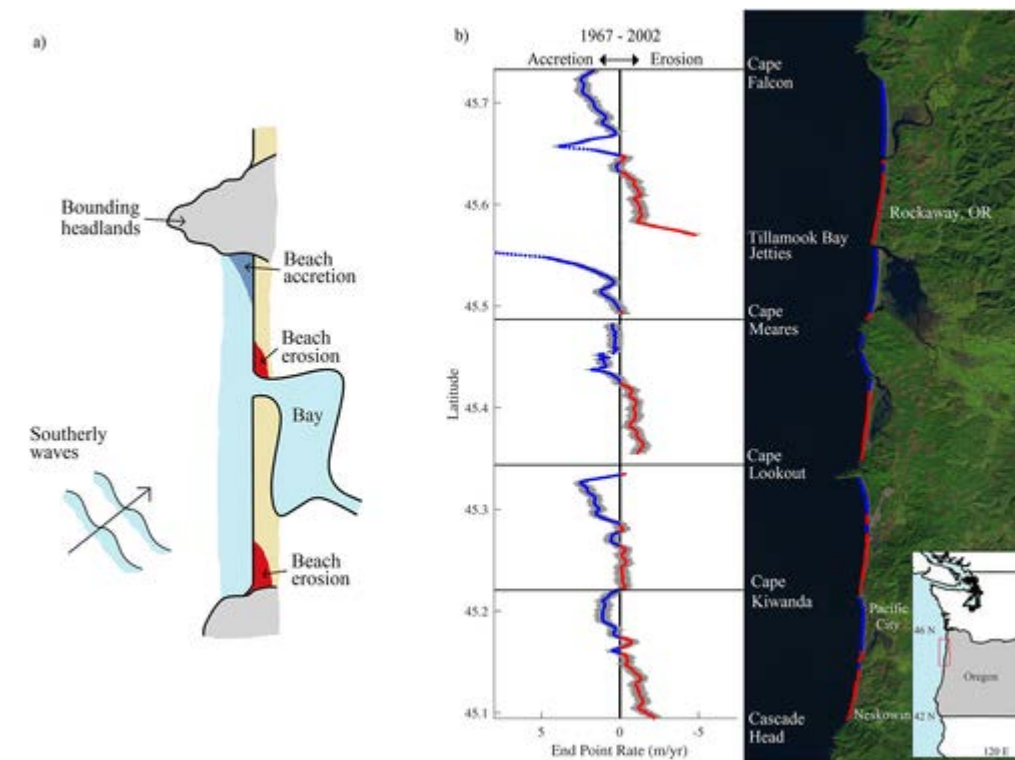 a)
Bounding
headlands
Beach
accretion
Beach
erosion
Bay
Southerly
waves
Beach
erosion
b)
1967 - 2002
Accretion
Erosion
Latitude
45.7
45.6
45.5
45.4
45.3
45.2
45.1
5
0
-5
End Point Rate (m/yr)
Cape
Falcon
Rockaway, OR
Tillamook Bay
Jetties
Cape
Meares
Cape
Lookout
Cape
Kiwanda
Pacific
City
Neskowin
Cascade
Head
46 N
Oregon
42 N
120 E